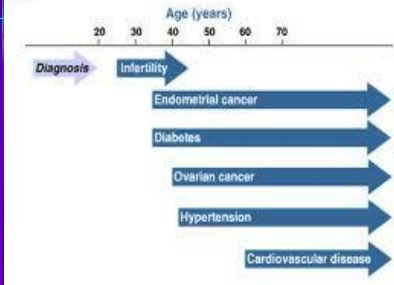 Age (years)
20 30 40 50 60 70
Diagnosis Infertility
Endometrial cancer
Diabetes
Ovarian cancer
Hypertension
Cardiovascular disease